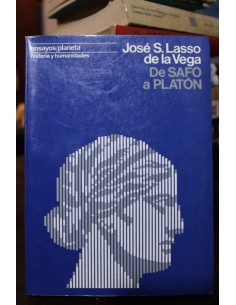 ensayos/planeta
historia y humanidades
José S. Lasso
de la Vega
De SAFO
a PLATÓN